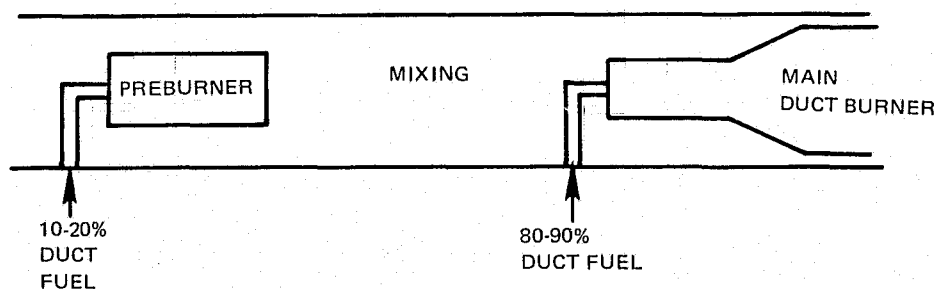 PREBURNER
MIXING
MAIN
DUCT BURNER
10-20%
DUCT
FUEL
80-90%
DUCT FUEL